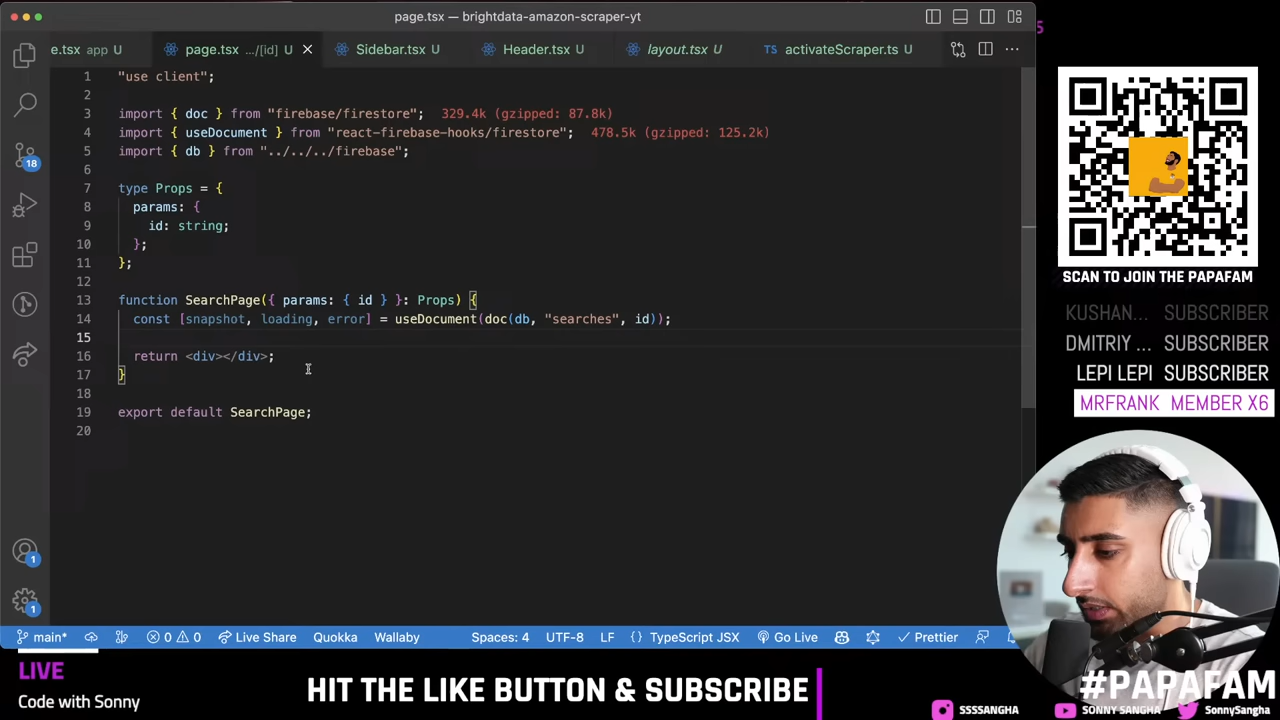 page.tsx — brightdata-amazon-scraper-yt
e.tsx app U
page.tsx .../[id] U
Sidebar.tsx U
Header.tsx U
layout.tsx U
TS activateScraper.ts U
1 "use client";
2
3 import { doc } from "firebase/firestore"; 329.4k (gzipped: 87.8k)
4 import { useDocument } from "react-firebase-hooks/firestore"; 478.5k (gzipped: 125.2k)
5 import { db } from "../../../firebase";
6
7 type Props = {
8 params: {
9 id: string;
10 };
11 };
12
13 function SearchPage({ params: { id } }: Props) {
14 const [snapshot, loading, error] = useDocument(doc(db, "searches", id));
15
16 return <div></div>;
17 }
18
19 export default SearchPage;
20
18
1
1
main*
0 0
Live Share
Quokka
Wallaby
Spaces: 4
UTF-8
LF
{ } TypeScript JSX
Go Live
Prettier
5
SCAN TO JOIN THE PAPAFAM
KUSHAN... SUBSCRIBER
DMITRIY ... SUBSCRIBER
LEPI LEPI SUBSCRIBER
MRFRANK MEMBER X6
LIVE
Code with Sonny
HIT THE LIKE BUTTON & SUBSCRIBE
#PAPAFAM
SSSSANGHA
SONNY SANGHA
SonnySangha